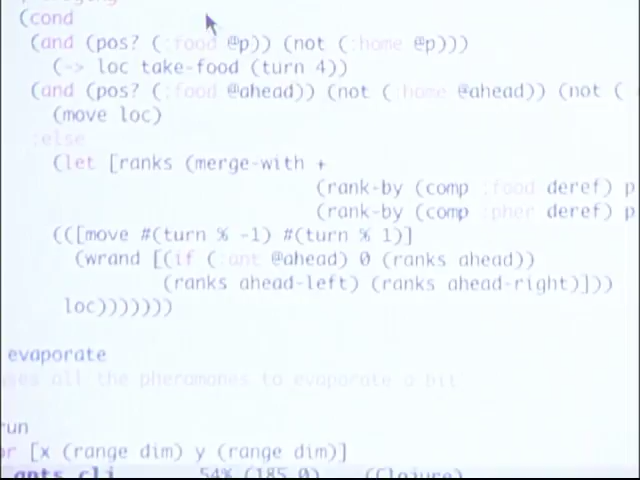 (cond
(and (pos? (:food @p)) (not (:home @p)))
(-> loc take-food (turn 4))
(and (pos? (:food @ahead)) (not (:home @ahead)) (not (
(move loc)
:else
(let [ranks (merge-with +
(rank-by (comp :food deref) p
(rank-by (comp :pher deref) p
(([move #(turn % -1) #(turn % 1)]
(wrand [(if (:ant @ahead) 0 (ranks ahead))
(ranks ahead-left) (ranks ahead-right)]))
loc)))))))
evaporate
all the pheromones to evaporate a bit
run
[x (range dim) y (range dim)]
ants.clj 54% (185,0) (Clojure)